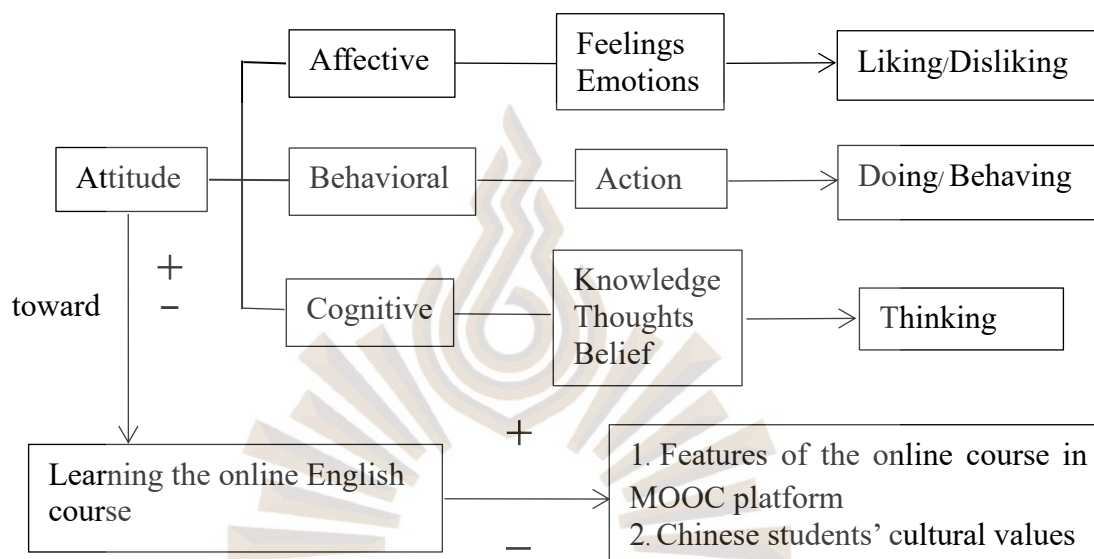 Affective
Feelings
Emotions
Liking/Disliking
Attitude
Behavioral
Action
Doing/ Behaving
+
−
toward
Cognitive
Knowledge
Thoughts
Belief
Thinking
Learning the online English
course
+
−
1. Features of the online course in
MOOC platform
2. Chinese students’ cultural values